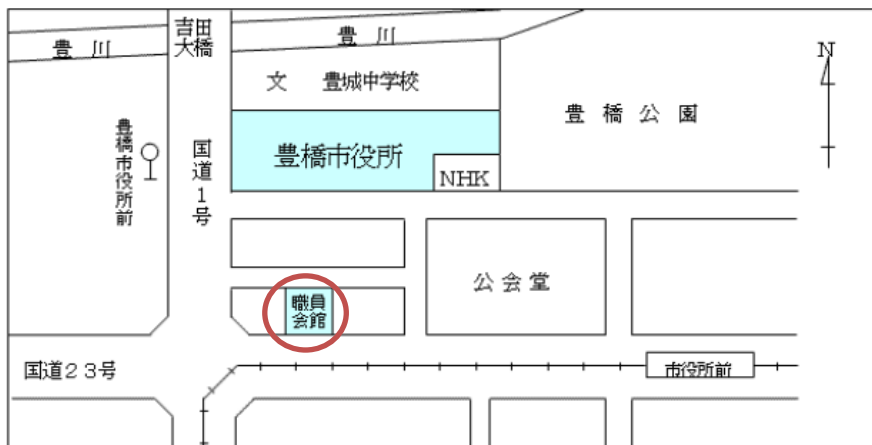 吉田
大橋
豊川
豊川
N
文 豊城中学校
豊橋公園
豊橋市役所前
国道1号
豊橋市役所
NHK
公会堂
職員
会館
国道23号
市役所前